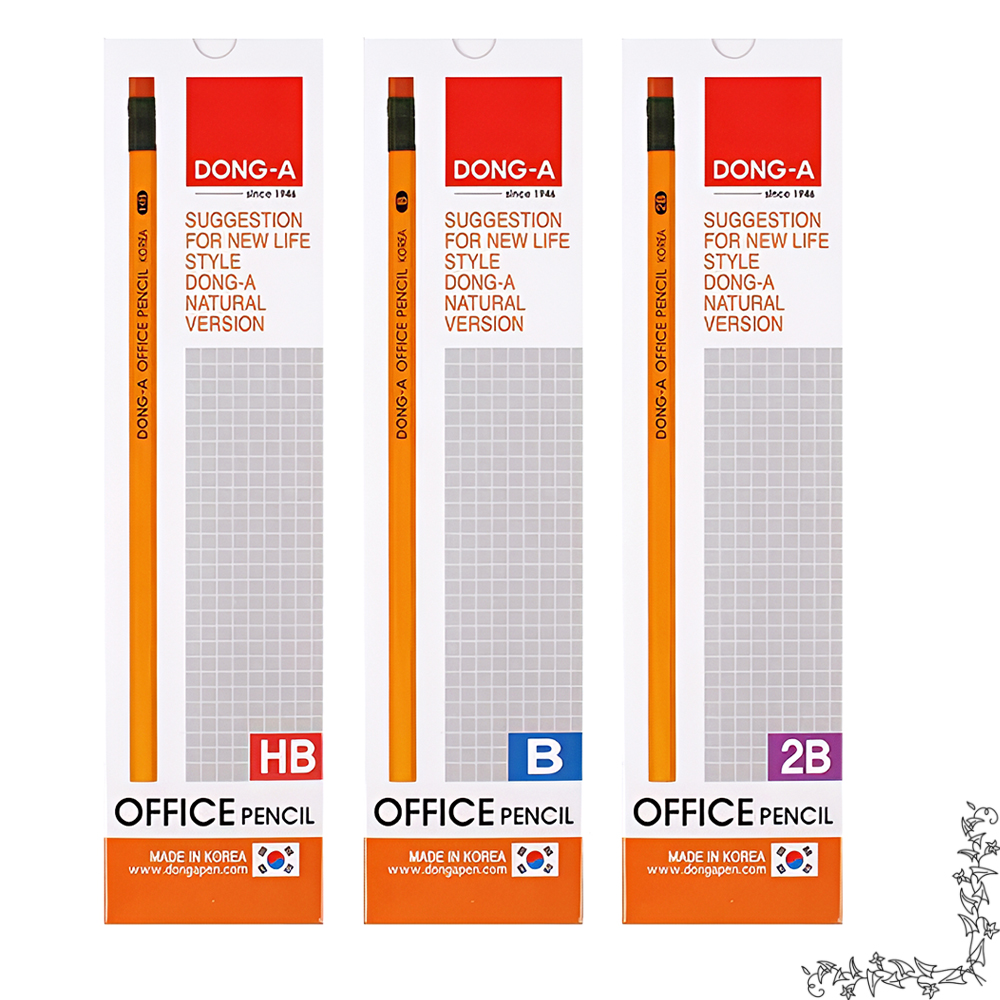 DONG-A
since 1946
SUGGESTION
FOR NEW LIFE
STYLE
DONG-A
NATURAL
VERSION
DONG-A OFFICE PENCIL KOREA HB
HB
OFFICE PENCIL
MADE IN KOREA
www.dongapen.com
DONG-A
since 1946
SUGGESTION
FOR NEW LIFE
STYLE
DONG-A
NATURAL
VERSION
DONG-A OFFICE PENCIL KOREA B
B
OFFICE PENCIL
MADE IN KOREA
www.dongapen.com
DONG-A
since 1946
SUGGESTION
FOR NEW LIFE
STYLE
DONG-A
NATURAL
VERSION
DONG-A OFFICE PENCIL KOREA 2B
2B
OFFICE PENCIL
MADE IN KOREA
www.dongapen.com